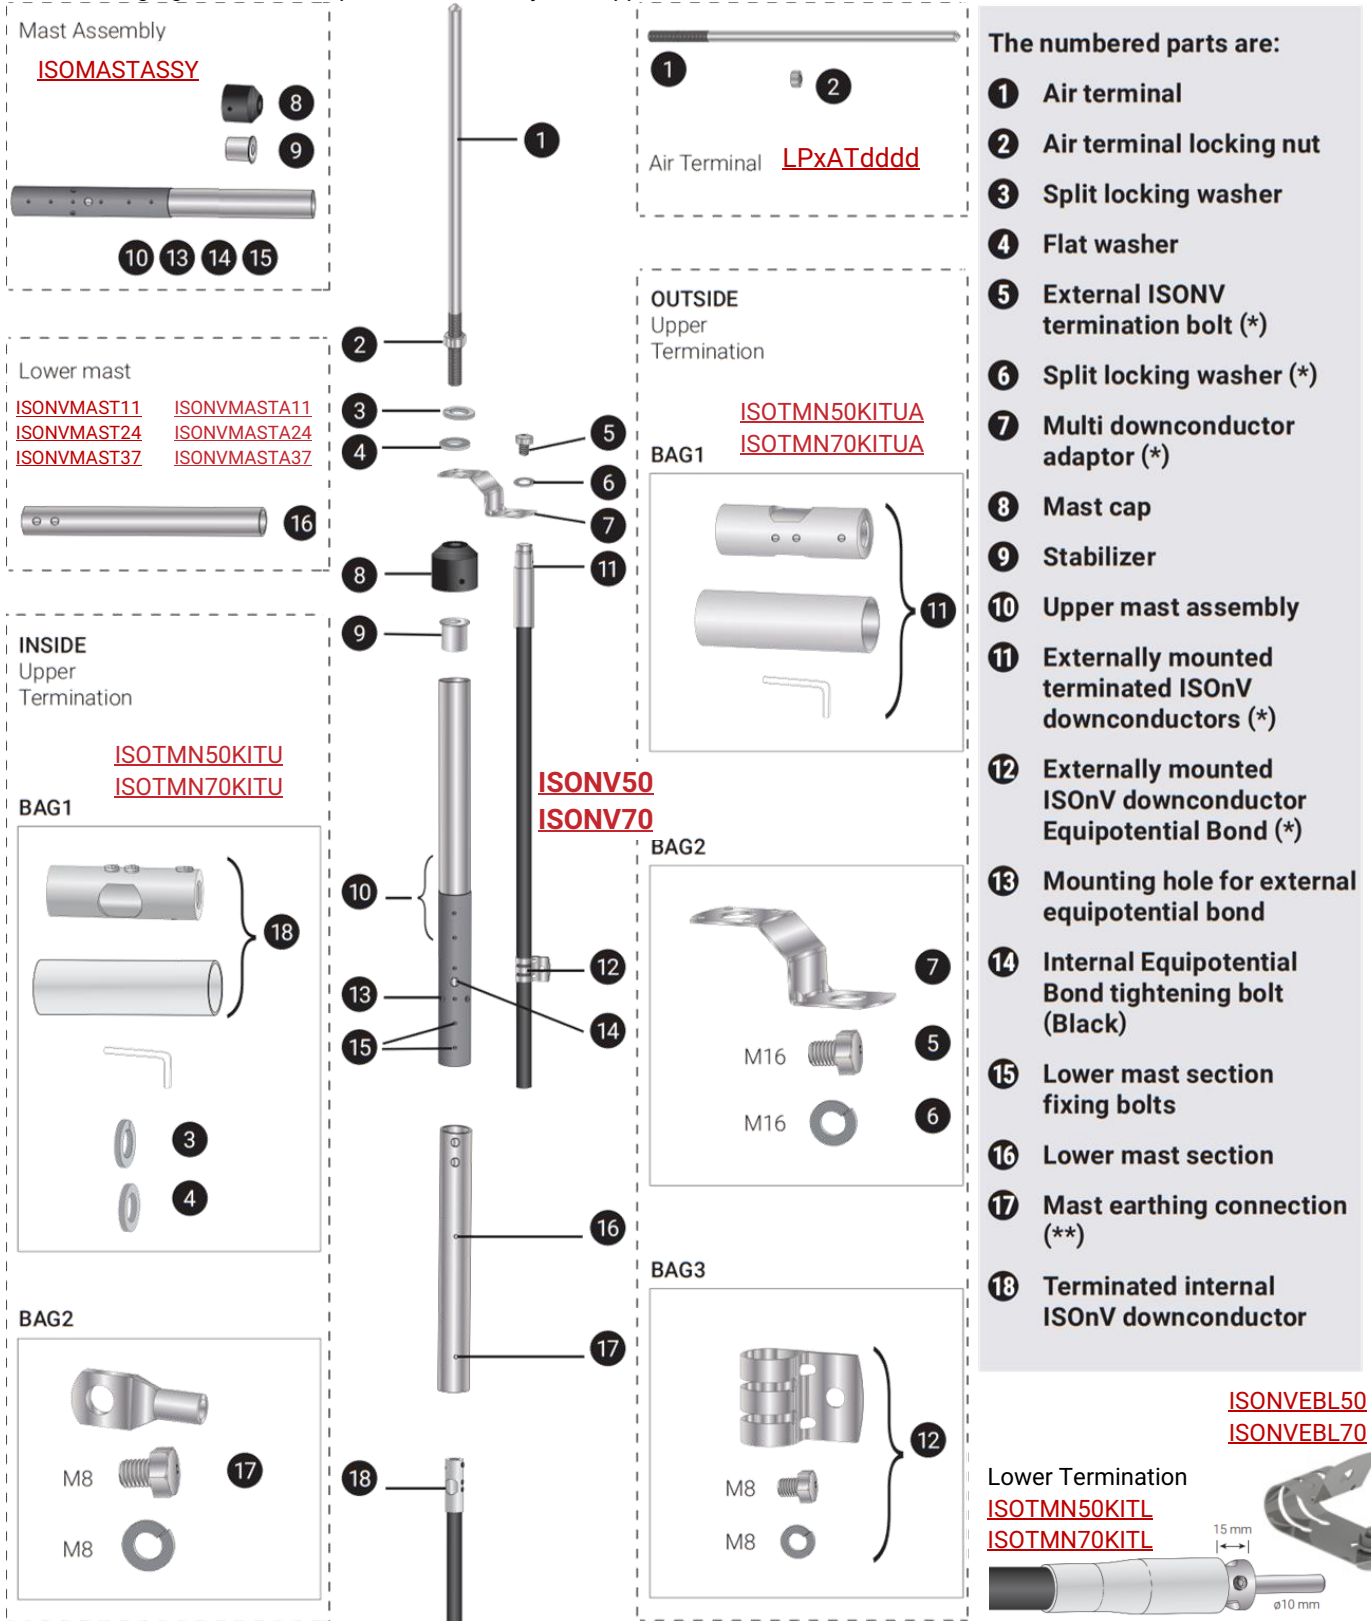 Mast Assembly
ISOMASTASSY
8
9
10 13 14 15
Lower mast
ISONVMAST11 ISONVMASTA11
ISONVMAST24 ISONVMASTA24
ISONVMAST37 ISONVMASTA37
16
INSIDE
Upper
Termination
ISOTMN50KITU
ISOTMN70KITU
BAG1
18
3
4
BAG2
M8
17
M8
1
2
3
4
5
6
7
8
11
9
ISONV50
ISONV70
10
12
13
14
15
16
17
18
1
2
Air Terminal LPxATdddd
OUTSIDE
Upper
Termination
ISOTMN50KITUA
ISOTMN70KITUA
BAG1
11
BAG2
7
M16
5
M16
6
BAG3
12
M8
M8
The numbered parts are:
1 Air terminal
2 Air terminal locking nut
3 Split locking washer
4 Flat washer
5 External ISONV
termination bolt (*)
6 Split locking washer (*)
7 Multi downconductor
adaptor (*)
8 Mast cap
9 Stabilizer
10 Upper mast assembly
11 Externally mounted
terminated ISOnV
downconductors (*)
12 Externally mounted
ISOnV downconductor
Equipotential Bond (*)
13 Mounting hole for external
equipotential bond
14 Internal Equipotential
Bond tightening bolt
(Black)
15 Lower mast section
fixing bolts
16 Lower mast section
17 Mast earthing connection
(**)
18 Terminated internal
ISOnV downconductor
ISONVEBL50
ISONVEBL70
Lower Termination
ISOTMN50KITL
ISOTMN70KITL
15 mm
ø10 mm